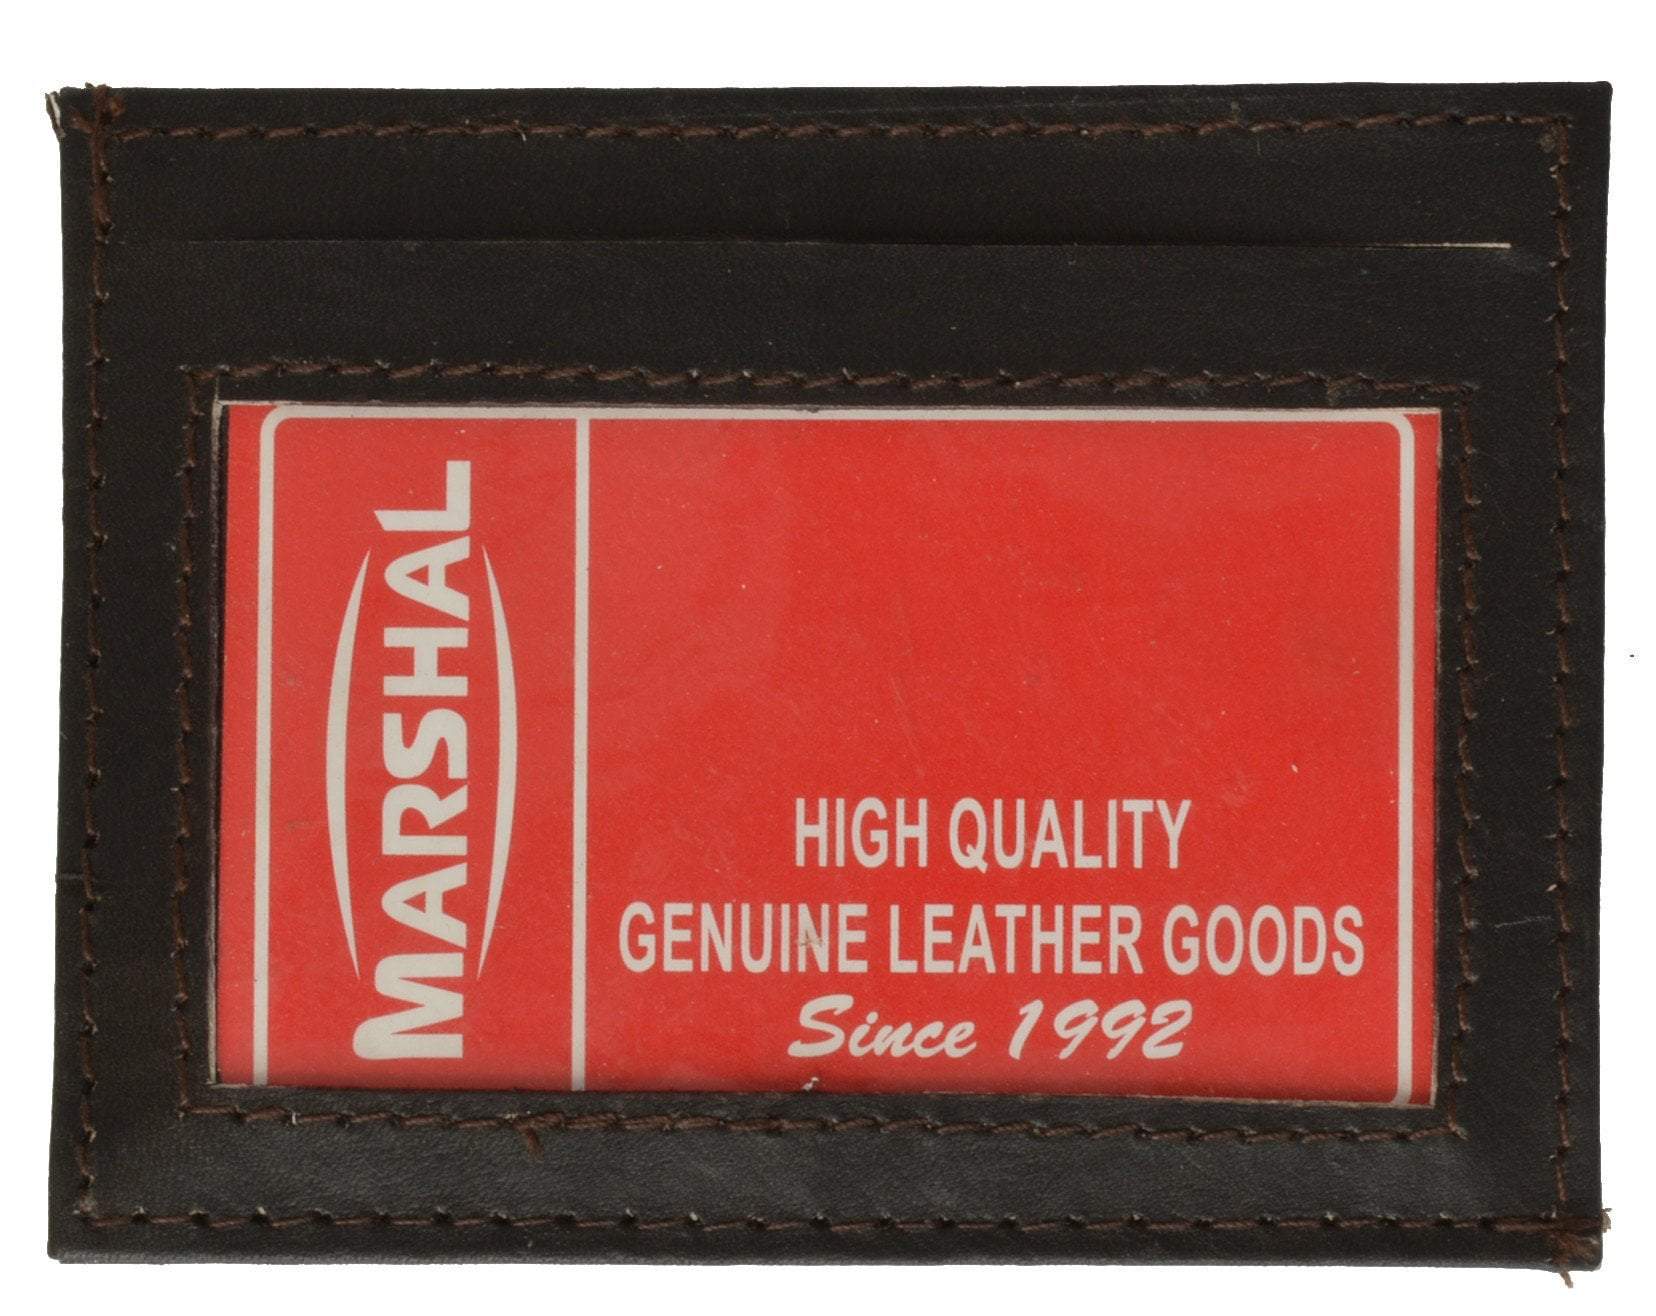 MARSHAL
HIGH QUALITY
GENUINE LEATHER GOODS
Since 1992